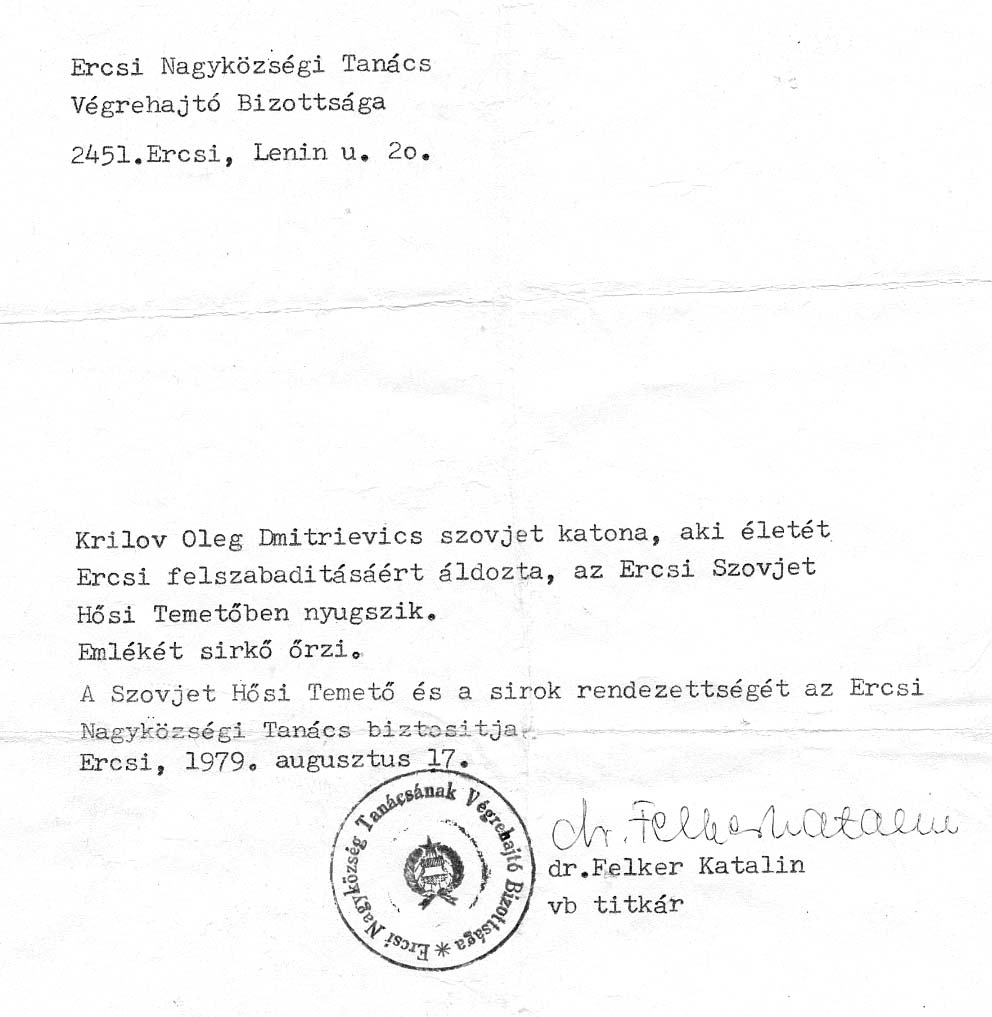 Ercsi Nagyközségi Tanács
Végrehajtó Bizottsága
2451.Ercsi, Lenin u. 2o.
Krilov Oleg Dmitrievics szovjet katona, aki életét
Ercsi felszabaditásáért áldozta, az Ercsi Szovjet
Hősi Temetőben nyugszik.
Emlékét sirkő őrzi.
A Szovjet Hősi Temető és a sirok rendezettségét az Ercsi
Nagyközségi Tanács biztositja.
Ercsi, 1979. augusztus 17.
Ercsi Nagyközség Tanácsának Végrehajtó Bizottsága *
dr. Felker Katalin
dr.Felker Katalin
vb titkár